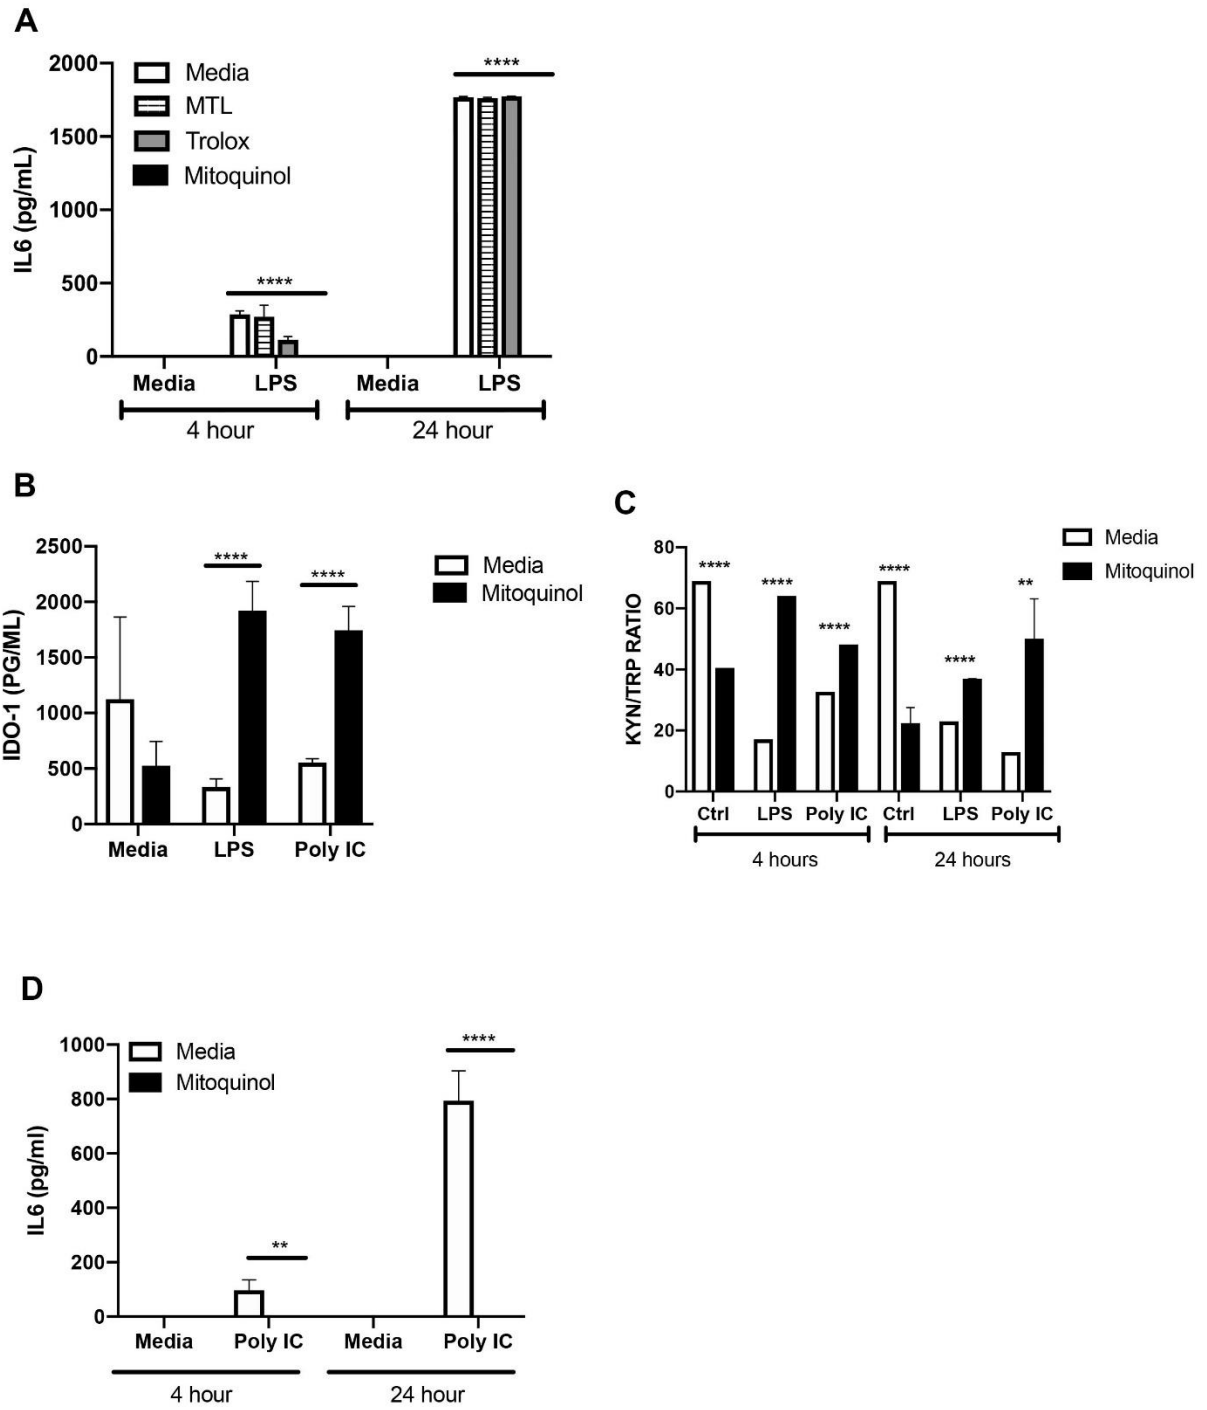 A
2000
1500
1000
500
0
IL6 (pg/mL)
Media
MTL
Trolox
Mitoquinol
****
****
Media LPS Media LPS
4 hour 24 hour
B
2500
2000
1500
1000
500
0
IDO-1 (PG/ML)
**** ****
Media
Mitoquinol
Media LPS Poly IC
C
80
60
40
20
0
KYN/TRP RATIO
**** **** **** **** **** **
Media
Mitoquinol
Ctrl LPS Poly IC Ctrl LPS Poly IC
4 hours 24 hours
D
1000
800
600
400
200
0
IL6 (pg/ml)
Media
Mitoquinol
**
****
Media Poly IC Media Poly IC
4 hour 24 hour